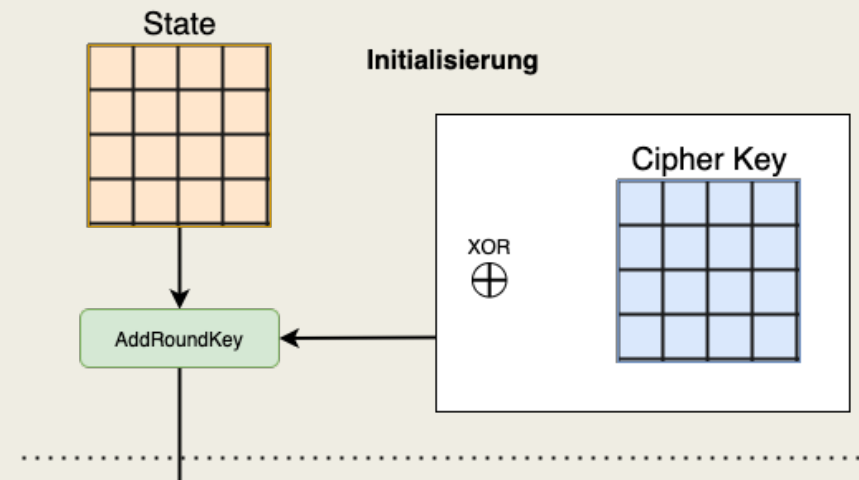 State
Initialisierung
Cipher Key
XOR
AddRoundKey